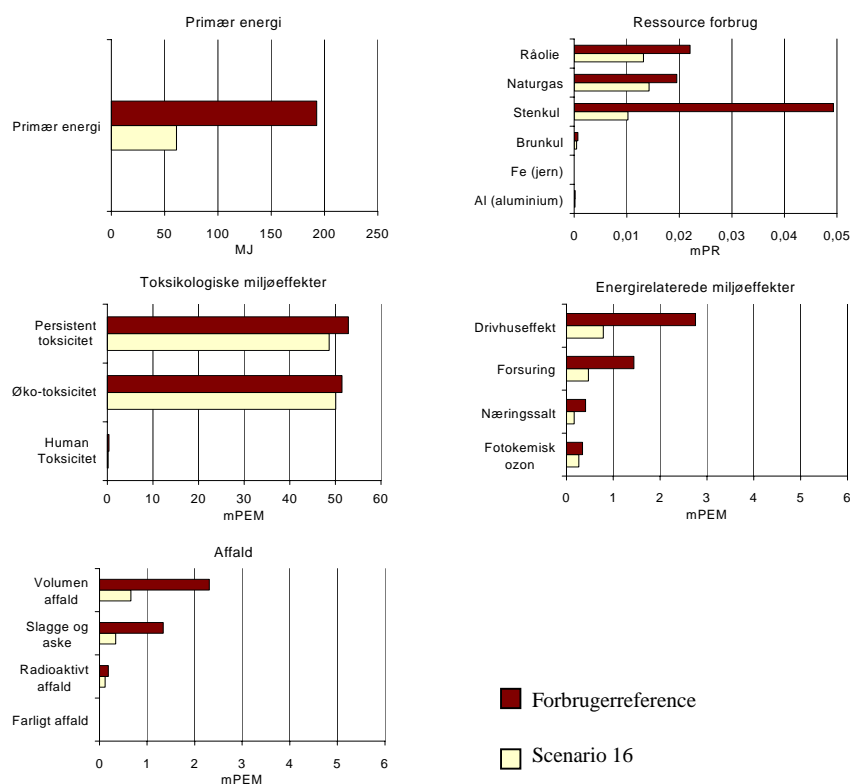 Primær energi
Primær energi
0 50 100 150 200 250
MJ
Ressource forbrug
Råolie
Naturgas
Stenkul
Brunkul
Fe (jern)
Al (aluminium)
0 0,01 0,02 0,03 0,04 0,05
mPR
Toksikologiske miljøeffekter
Persistent
toksicitet
Øko-toksicitet
Human
Toksicitet
0 10 20 30 40 50 60
mPEM
Energirelaterede miljøeffekter
Drivhuseffekt
Forsuring
Næringssalt
Fotokemisk
ozon
0 1 2 3 4 5 6
mPEM
Affald
Volumen
affald
Slagge og
aske
Radioaktivt
affald
Farligt affald
0 1 2 3 4 5 6
mPEM
Forbrugerreference
Scenario 16